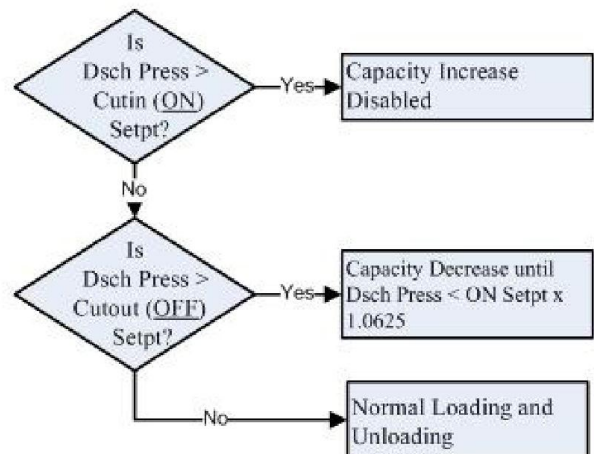 Is
Dsch Press >
Cutin (ON)
Setpt?
Yes
Capacity Increase
Disabled
No
Is
Dsch Press >
Cutout (OFF)
Setpt?
Yes
Capacity Decrease until
Dsch Press < ON Setpt x
1.0625
No
Normal Loading and
Unloading